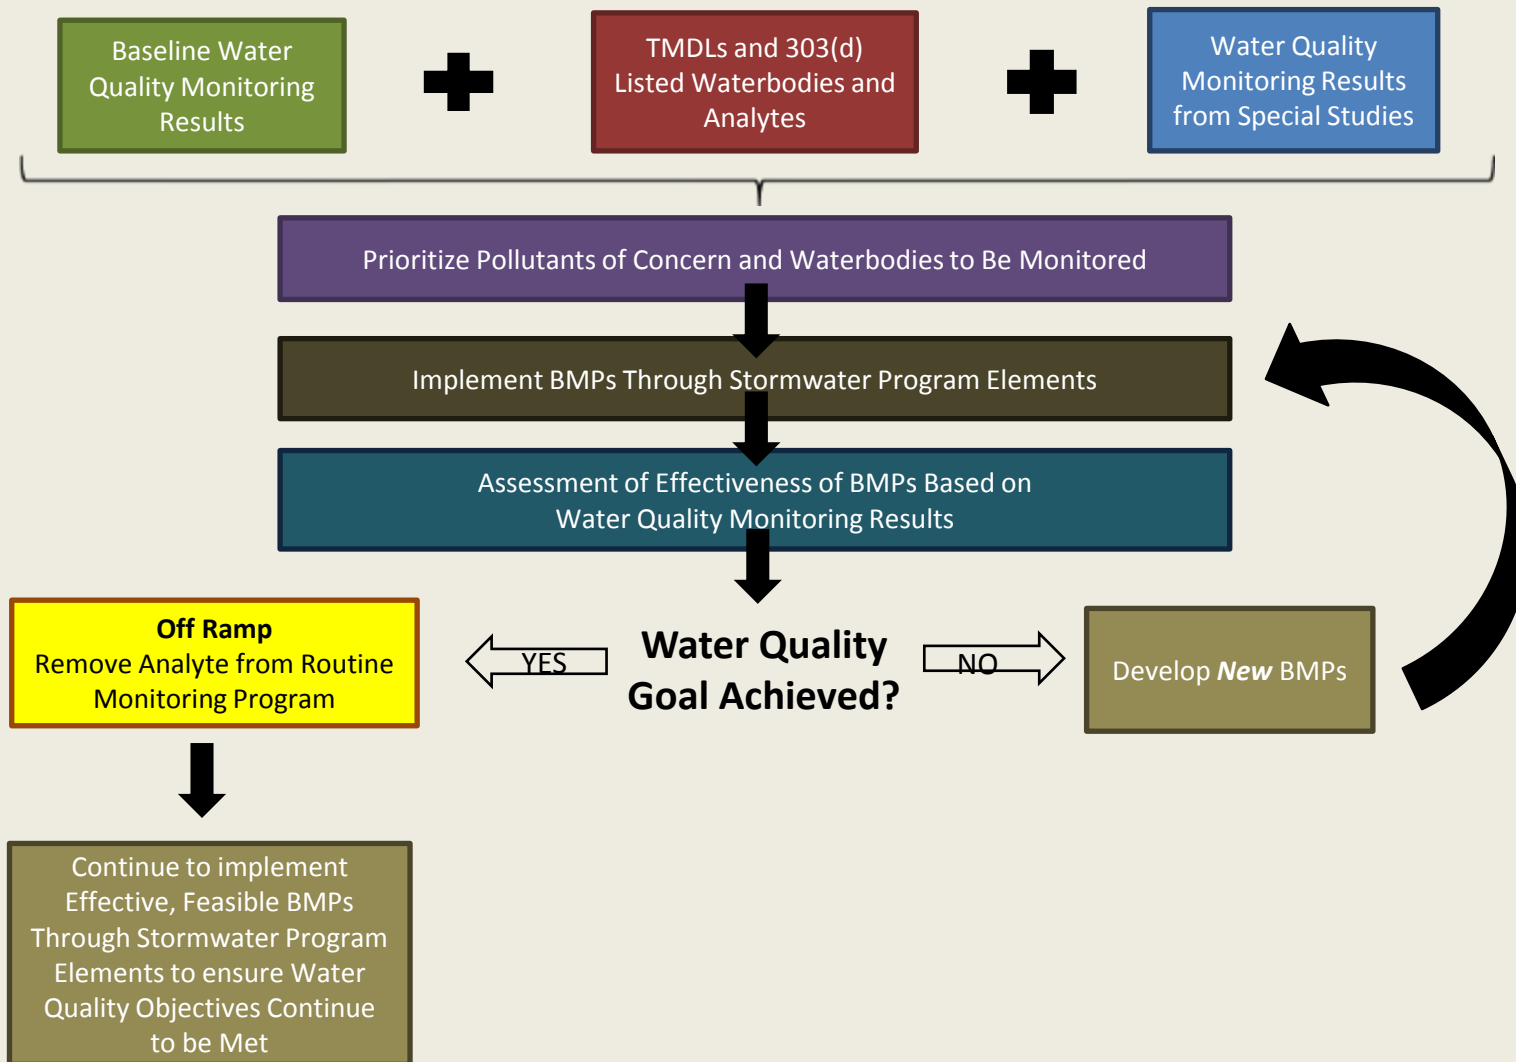 Baseline Water
Quality Monitoring
Results
TMDLs and 303(d)
Listed Waterbodies and
Analytes
Water Quality
Monitoring Results
from Special Studies
Prioritize Pollutants of Concern and Waterbodies to Be Monitored
Implement BMPs Through Stormwater Program Elements
Assessment of Effectiveness of BMPs Based on
Water Quality Monitoring Results
Off Ramp
Remove Analyte from Routine
Monitoring Program
YES
Water Quality
Goal Achieved?
NO
Develop New BMPs
Continue to implement
Effective, Feasible BMPs
Through Stormwater Program
Elements to ensure Water
Quality Objectives Continue
to be Met